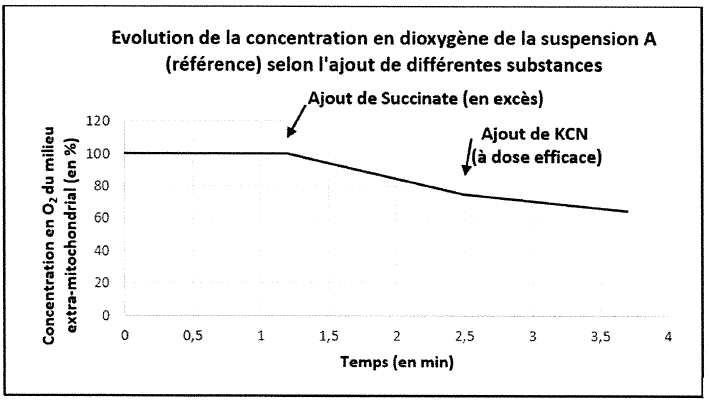 Evolution de la concentration en dioxygène de la suspension A
(référence) selon l'ajout de différentes substances
Ajout de Succinate (en excès)
Ajout de KCN
(à dose efficace)
Concentration en O₂ du milieu
extra-mitochondrial (en %)
120
100
80
60
40
20
0
0 0,5 1 1,5 2 2,5 3 3,5 4
Temps (en min)